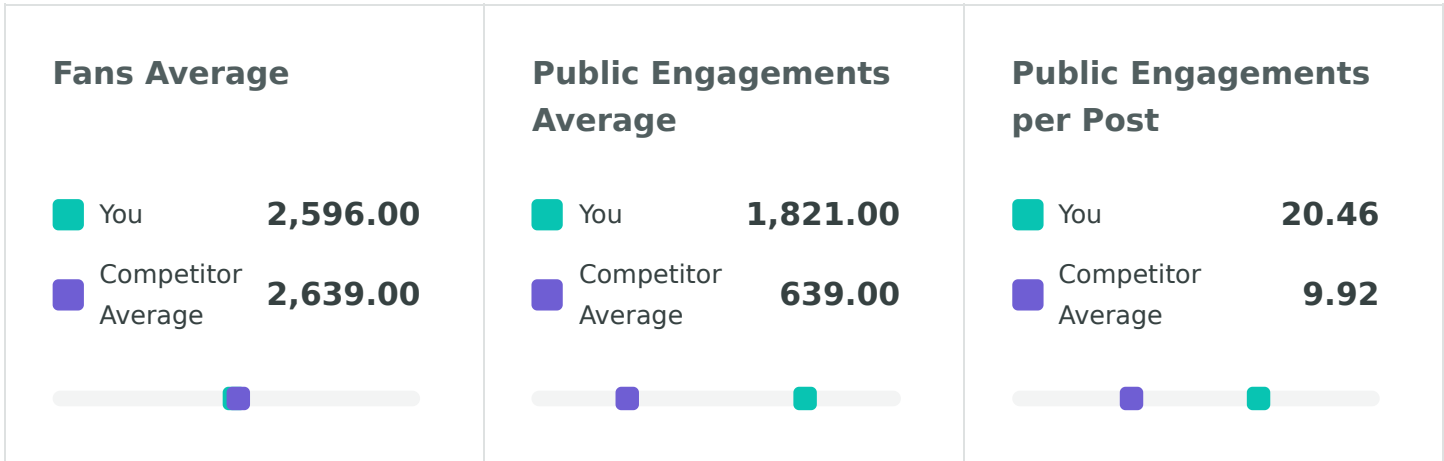 Fans Average
You 2,596.00
Competitor
Average 2,639.00
Public Engagements
Average
You 1,821.00
Competitor
Average 639.00
Public Engagements
per Post
You 20.46
Competitor
Average 9.92